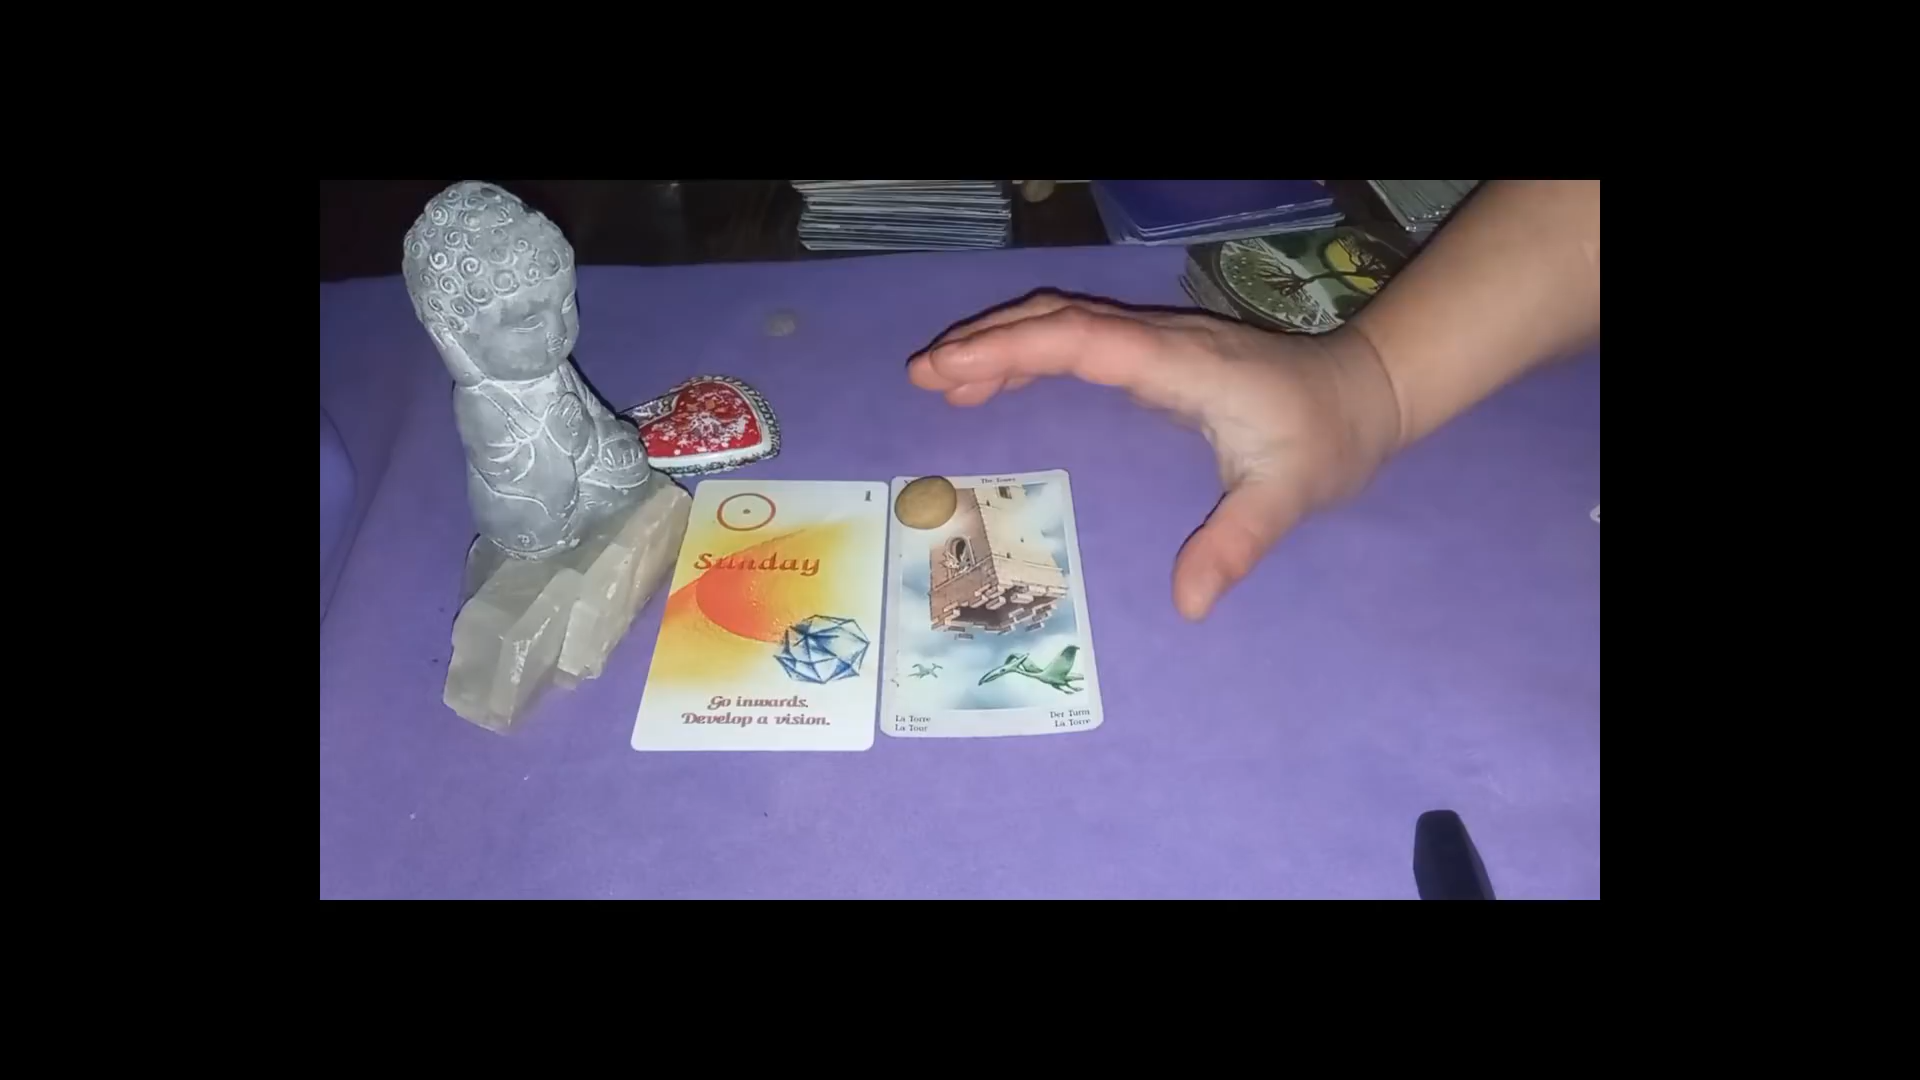 1
Sunday
Go inwards.
Develop a vision.
The Tower
La Torre
La Tour
Der Turm
La Torre